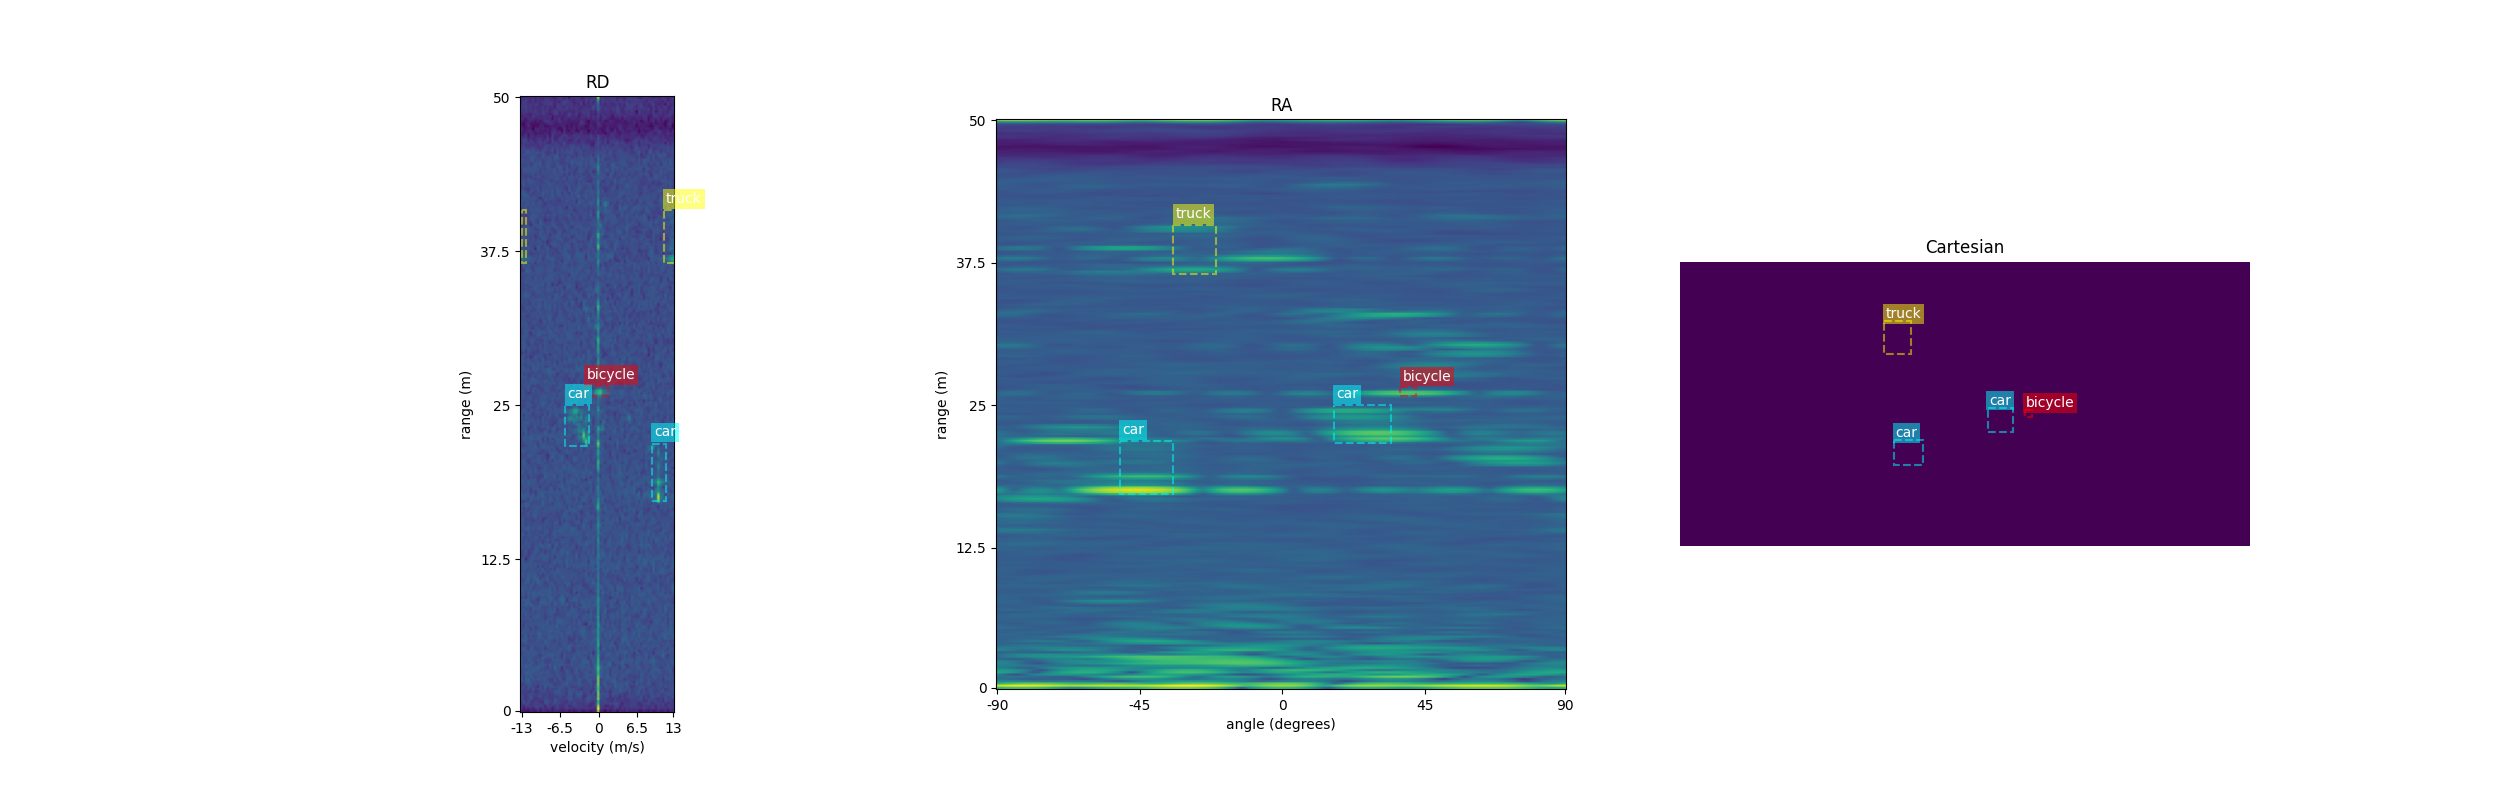 RD
50
37.5
25
12.5
0
range (m)
-13 -6.5 0 6.5 13
velocity (m/s)
truck
bicycle
car
car
RA
50
37.5
25
12.5
0
range (m)
-90 -45 0 45 90
angle (degrees)
truck
bicycle
car
car
Cartesian
truck
car
bicycle
car